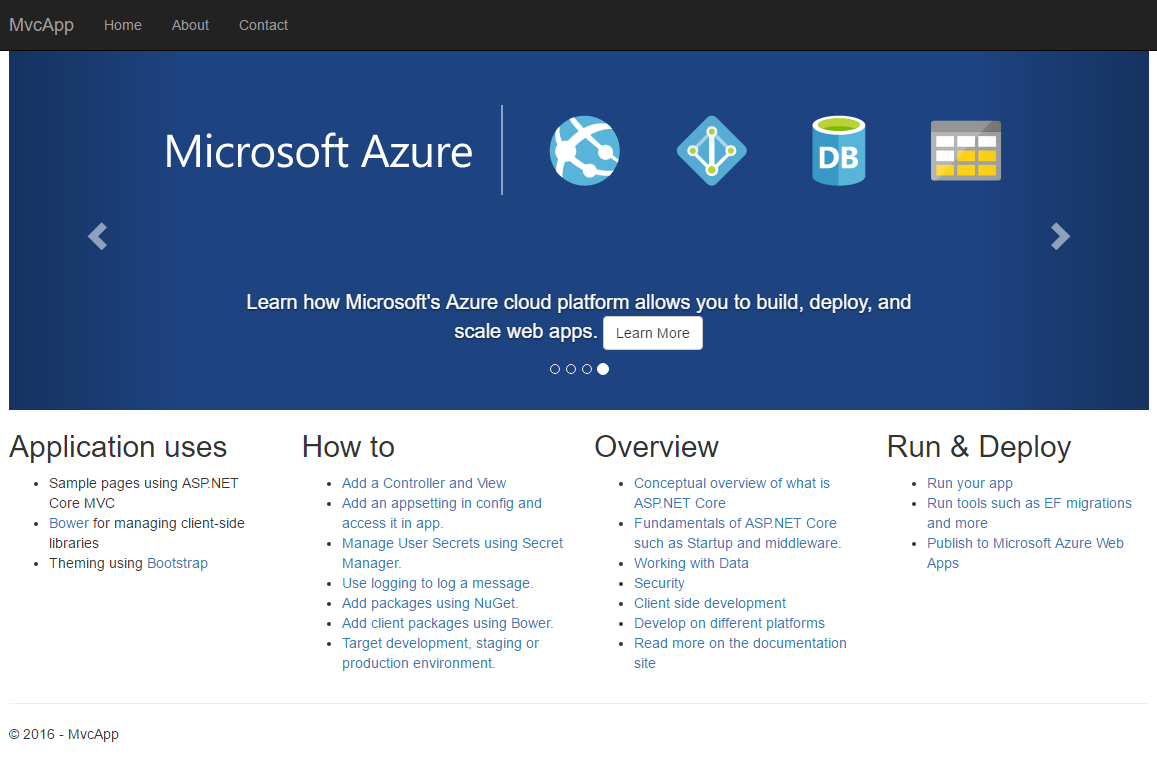 MvcApp Home About Contact
Microsoft Azure
DB
Learn how Microsoft's Azure cloud platform allows you to build, deploy, and
scale web apps. Learn More
Application uses
Sample pages using ASP.NET
Core MVC
Bower for managing client-side
libraries
Theming using Bootstrap
How to
Add a Controller and View
Add an appsetting in config and
access it in app.
Manage User Secrets using Secret
Manager.
Use logging to log a message.
Add packages using NuGet.
Add client packages using Bower.
Target development, staging or
production environment.
Overview
Conceptual overview of what is
ASP.NET Core
Fundamentals of ASP.NET Core
such as Startup and middleware.
Working with Data
Security
Client side development
Develop on different platforms
Read more on the documentation
site
Run & Deploy
Run your app
Run tools such as EF migrations
and more
Publish to Microsoft Azure Web
Apps
© 2016 - MvcApp